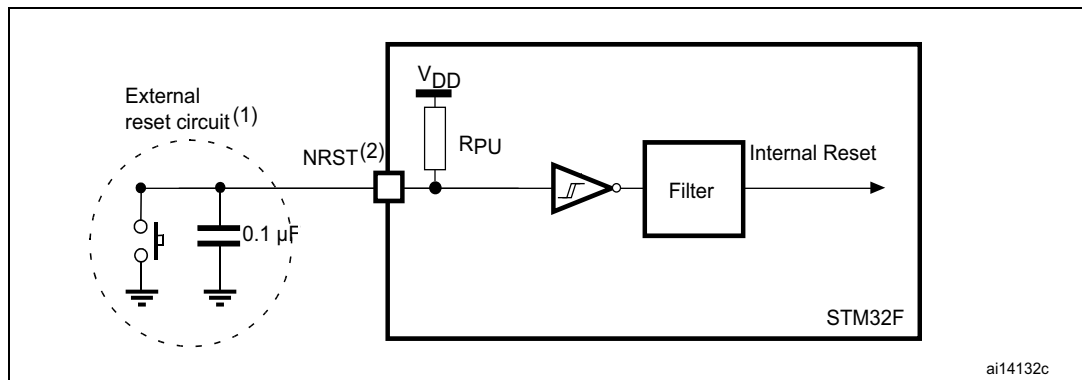 External
reset circuit(1)
VDD
RPU
NRST(2)
Internal Reset
Filter
0.1 µF
STM32F
ai14132c